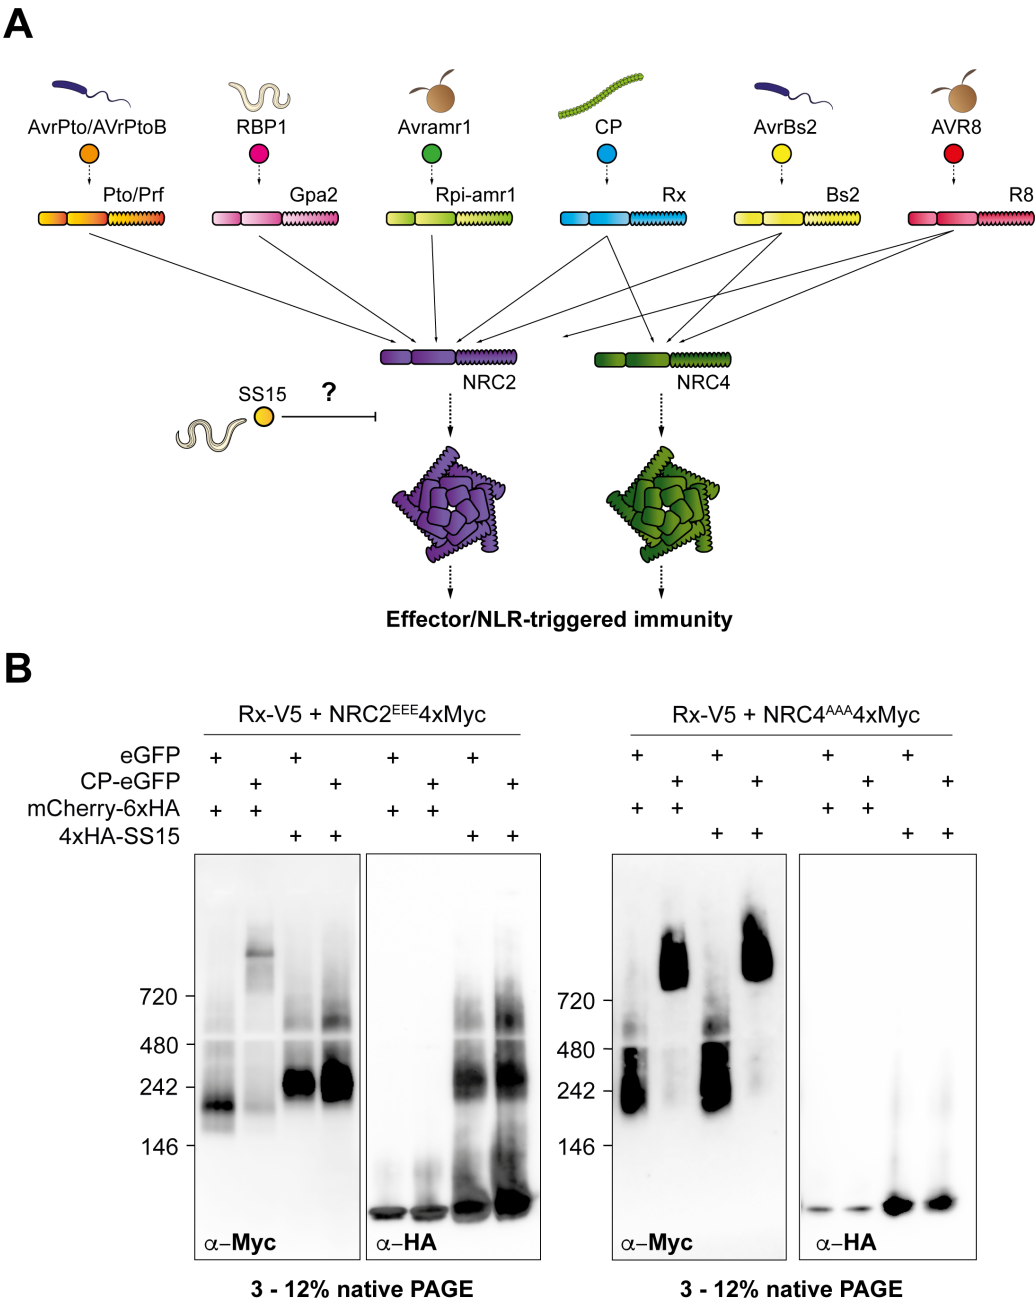 A
AvrPto/AVrPtoB RBP1 Avramr1 CP AvrBs2 AVR8
Pto/Prf Gpa2 Rpi-amr1 Rx Bs2 R8
NRC2 NRC4
SS15 ?
Effector/NLR-triggered immunity
B
Rx-V5 + NRC2EEE4xMyc Rx-V5 + NRC4AAA4xMyc
eGFP + + + + + + + +
CP-eGFP + + + + + + + +
mCherry-6xHA + + + + + + + +
4xHA-SS15 + + + + + + + +
720 720
480 480
242 242
146 146
α–Myc α–HA α–Myc α–HA
3 - 12% native PAGE 3 - 12% native PAGE